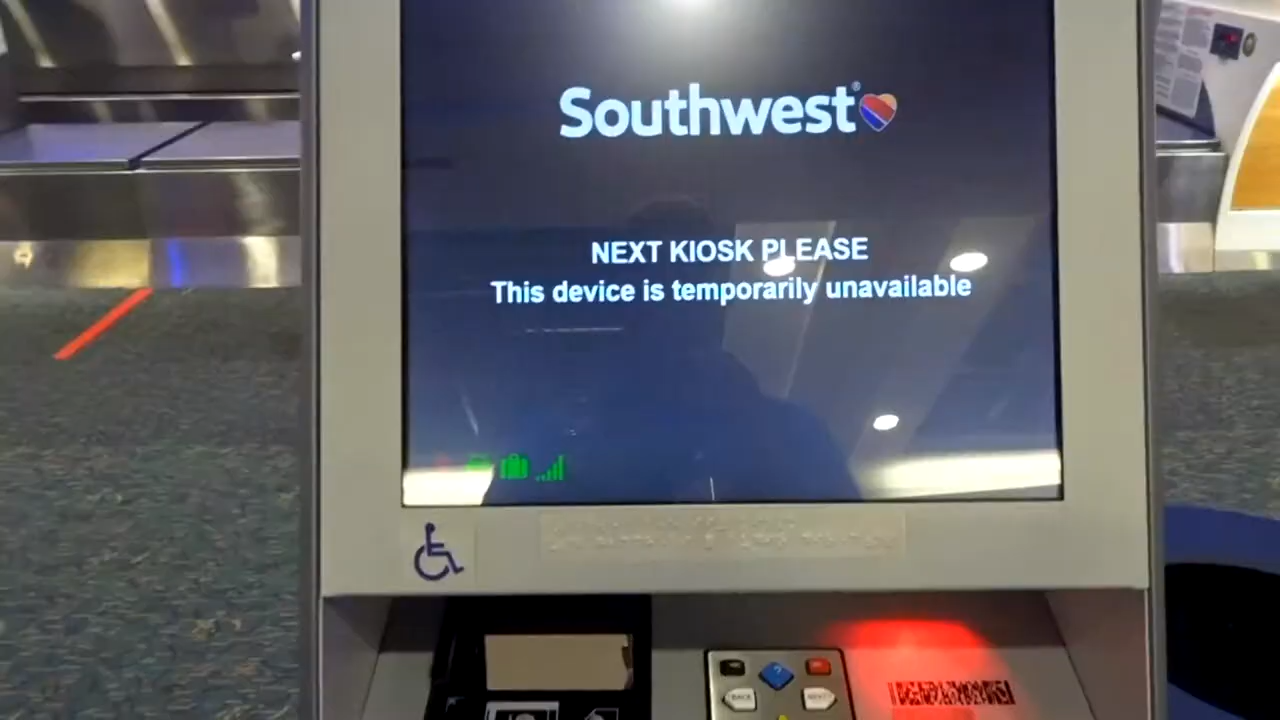 Southwest®
NEXT KIOSK PLEASE
This device is temporarily unavailable
?
BACK
NEXT